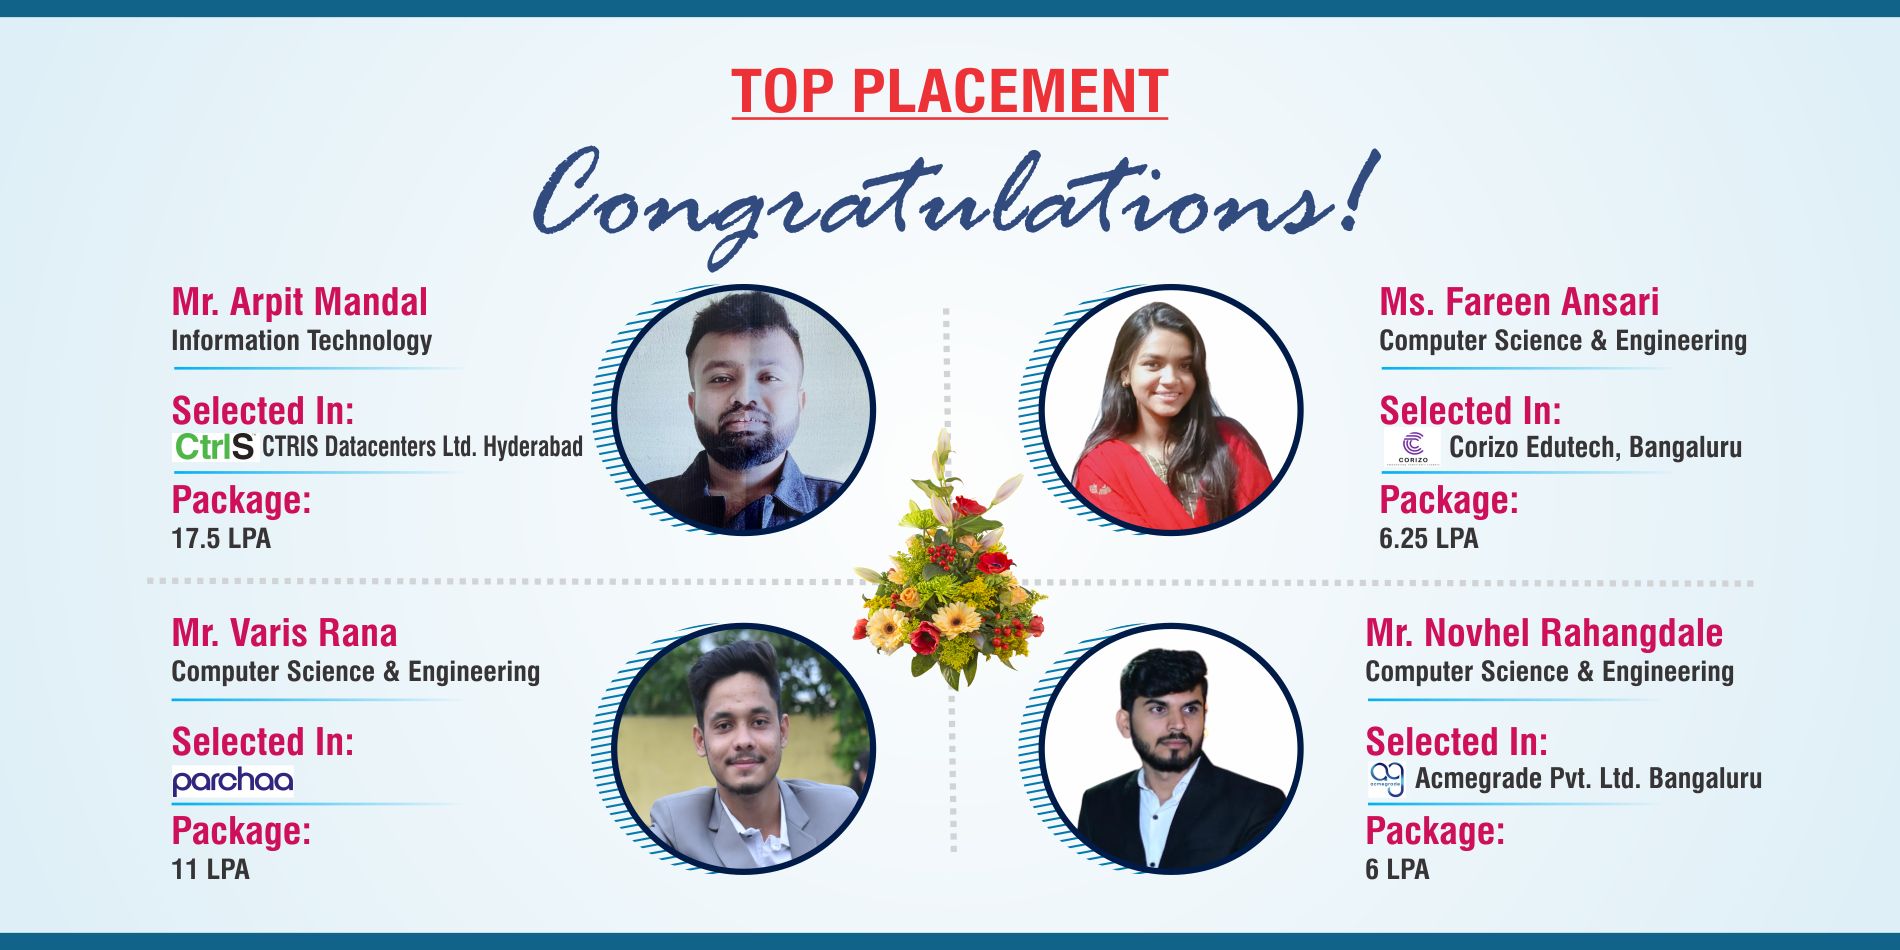 TOP PLACEMENT
Congratulations!
Mr. Arpit Mandal
Information Technology
Selected In:
CtrlS CTRIS Datacenters Ltd. Hyderabad
Package:
17.5 LPA
Ms. Fareen Ansari
Computer Science & Engineering
Selected In:
CORIZO Corizo Edutech, Bangaluru
Package:
6.25 LPA
Mr. Varis Rana
Computer Science & Engineering
Selected In:
parchaa
Package:
11 LPA
Mr. Novhel Rahangdale
Computer Science & Engineering
Selected In:
ag acmegrade Acmegrade Pvt. Ltd. Bangaluru
Package:
6 LPA